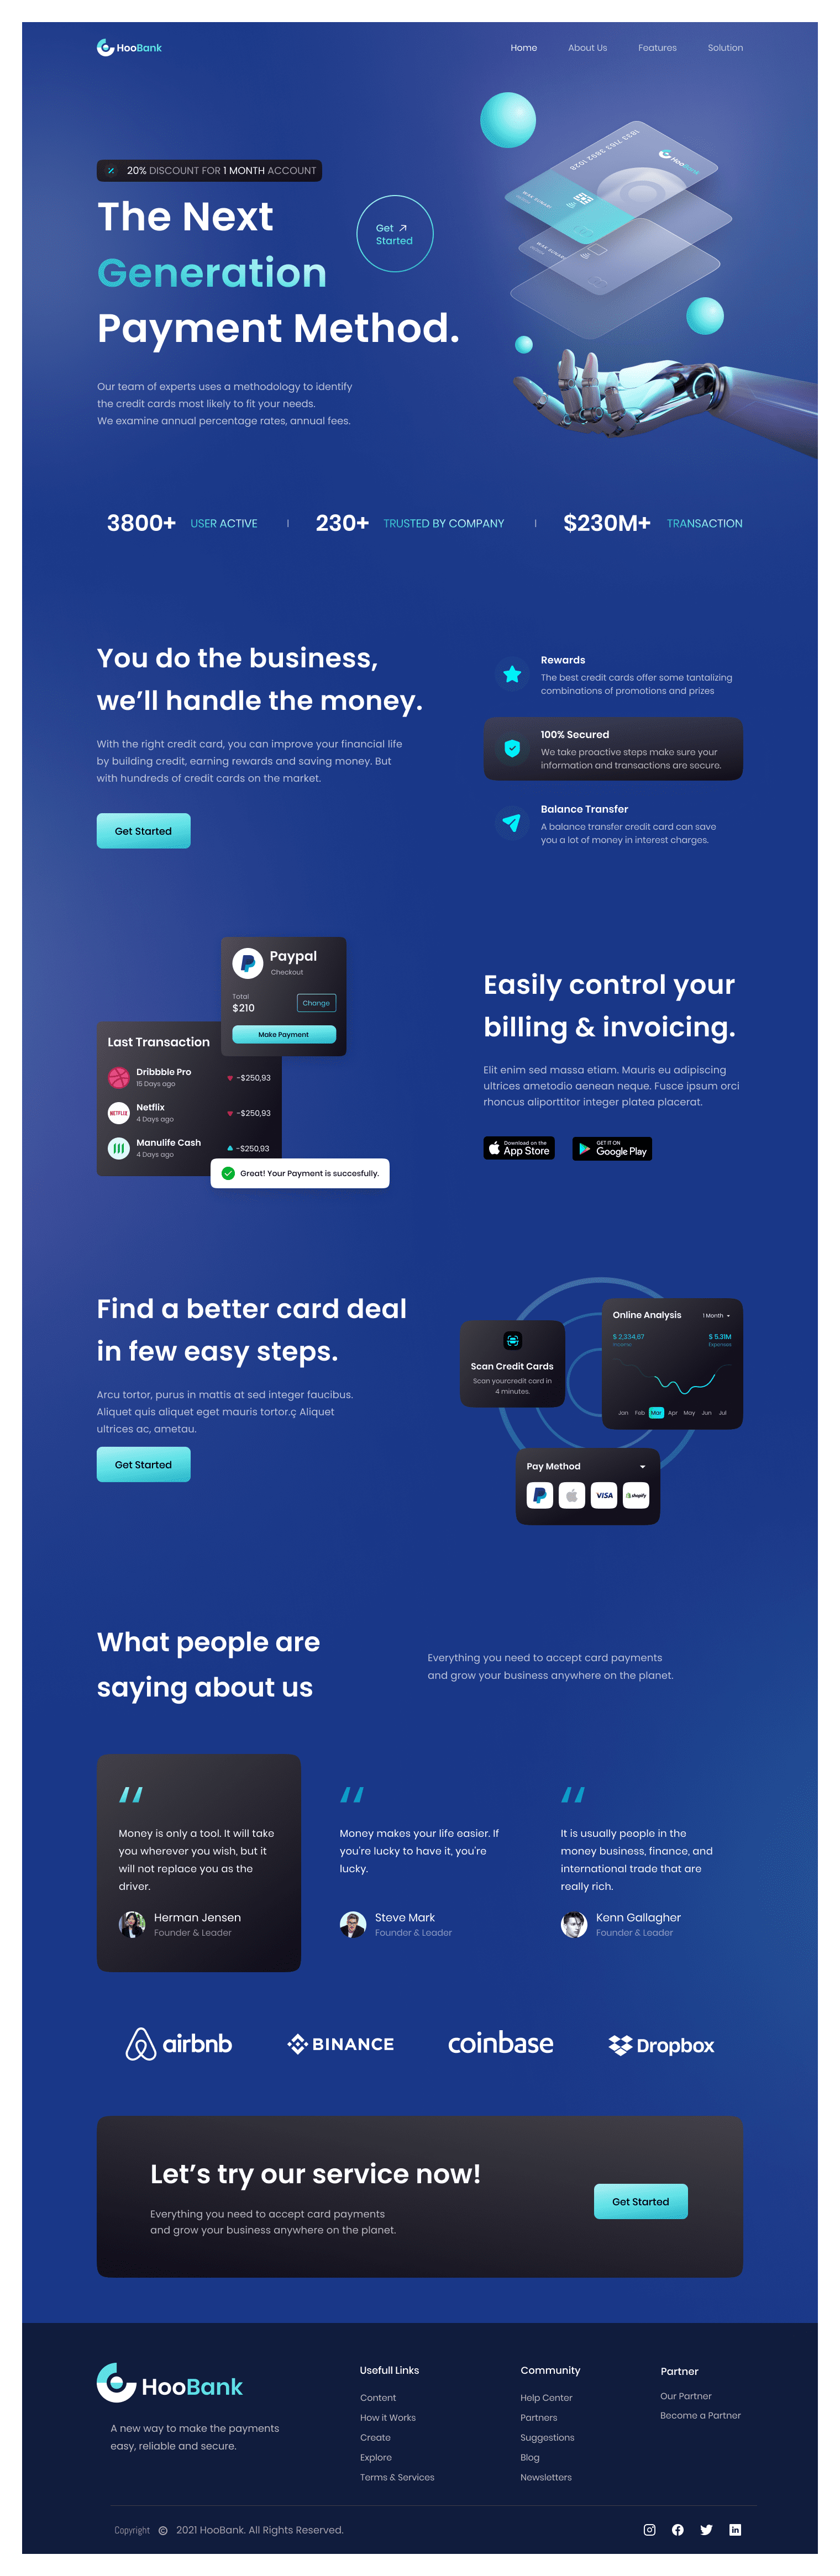 HooBank
Home About Us Features Solution
20% DISCOUNT FOR 1 MONTH ACCOUNT
The Next
Generation
Payment Method.
Get
Started
Our team of experts uses a methodology to identify
the credit cards most likely to fit your needs.
We examine annual percentage rates, annual fees.
HooBank
3800+ USER ACTIVE
230+ TRUSTED BY COMPANY
$230M+ TRANSACTION
You do the business,
we’ll handle the money.
With the right credit card, you can improve your financial life
by building credit, earning rewards and saving money. But
with hundreds of credit cards on the market.
Get Started
Rewards
The best credit cards offer some tantalizing
combinations of promotions and prizes
100% Secured
We take proactive steps make sure your
information and transactions are secure.
Balance Transfer
A balance transfer credit card can save
you a lot of money in interest charges.
Paypal
Checkout
Total
$210
Change
Make Payment
Last Transaction
Dribbble Pro
15 Days ago
-$250,93
NETFLIX
Netflix
4 Days ago
-$250,93
Manulife Cash
4 Days ago
-$250,93
Great! Your Payment is succesfully.
Easily control your
billing & invoicing.
Elit enim sed massa etiam. Mauris eu adipiscing
ultrices ametodio aenean neque. Fusce ipsum orci
rhoncus aliporttitor integer platea placerat.
Download on the
App Store
GET IT ON
Google Play
Find a better card deal
in few easy steps.
Arcu tortor, purus in mattis at sed integer faucibus.
Aliquet quis aliquet eget mauris tortor.ç Aliquet
ultrices ac, ametau.
Get Started
Scan Credit Cards
Scan yourcredit card in
4 minutes.
Online Analysis
1 Month
$ 2,334.67
Incomer
$ 5.31M
Expenses
Jan Feb Mar Apr May Jun Jul
Pay Method
VISA
shopify
What people are
saying about us
Everything you need to accept card payments
and grow your business anywhere on the planet.
Money is only a tool. It will take
you wherever you wish, but it
will not replace you as the
driver.
Herman Jensen
Founder & Leader
Money makes your life easier. If
you're lucky to have it, you're
lucky.
Steve Mark
Founder & Leader
It is usually people in the
money business, finance, and
international trade that are
really rich.
Kenn Gallagher
Founder & Leader
airbnb
BINANCE
coinbase
Dropbox
Let’s try our service now!
Everything you need to accept card payments
and grow your business anywhere on the planet.
Get Started
HooBank
A new way to make the payments
easy, reliable and secure.
Usefull Links
Content
How it Works
Create
Explore
Terms & Services
Community
Help Center
Partners
Suggestions
Blog
Newsletters
Partner
Our Partner
Become a Partner
Copyright © 2021 HooBank. All Rights Reserved.